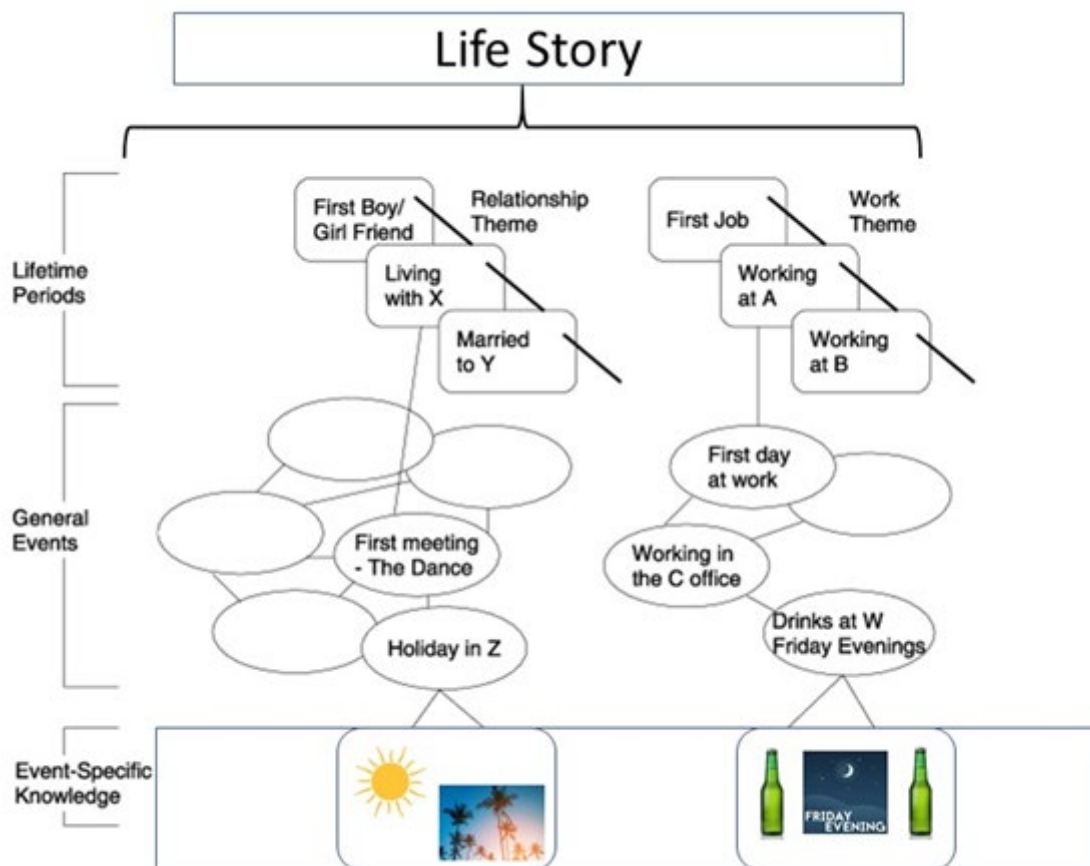 Life Story
Lifetime
Periods
First Boy/
Girl Friend
Relationship
Theme
Living
with X
Married
to Y
First Job
Work
Theme
Working
at A
Working
at B
General
Events
First meeting
- The Dance
Holiday in Z
First day
at work
Working in
the C office
Drinks at W
Friday Evenings
Event-Specific
Knowledge
FRIDAY
EVENING